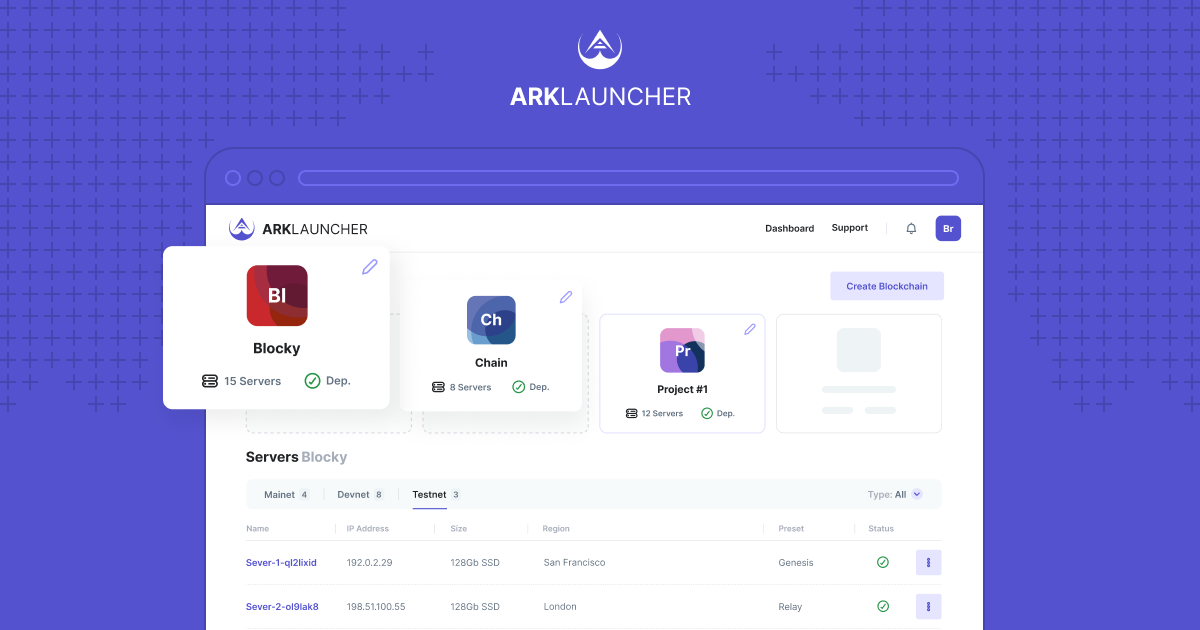 ARKLAUNCHER
ARKLAUNCHER
Dashboard Support Br
Create Blockchain
Bl
Blocky
15 Servers Dep.
Ch
Chain
8 Servers Dep.
Pr
Project #1
12 Servers Dep.
Servers Blocky
Mainet 4 Devnet 8 Testnet 3 Type: All
Name IP Address Size Region Preset Status
Sever-1-ql2lixid 192.0.2.29 128Gb SSD San Francisco Genesis
Sever-2-ol9lak8 198.51.100.55 128Gb SSD London Relay